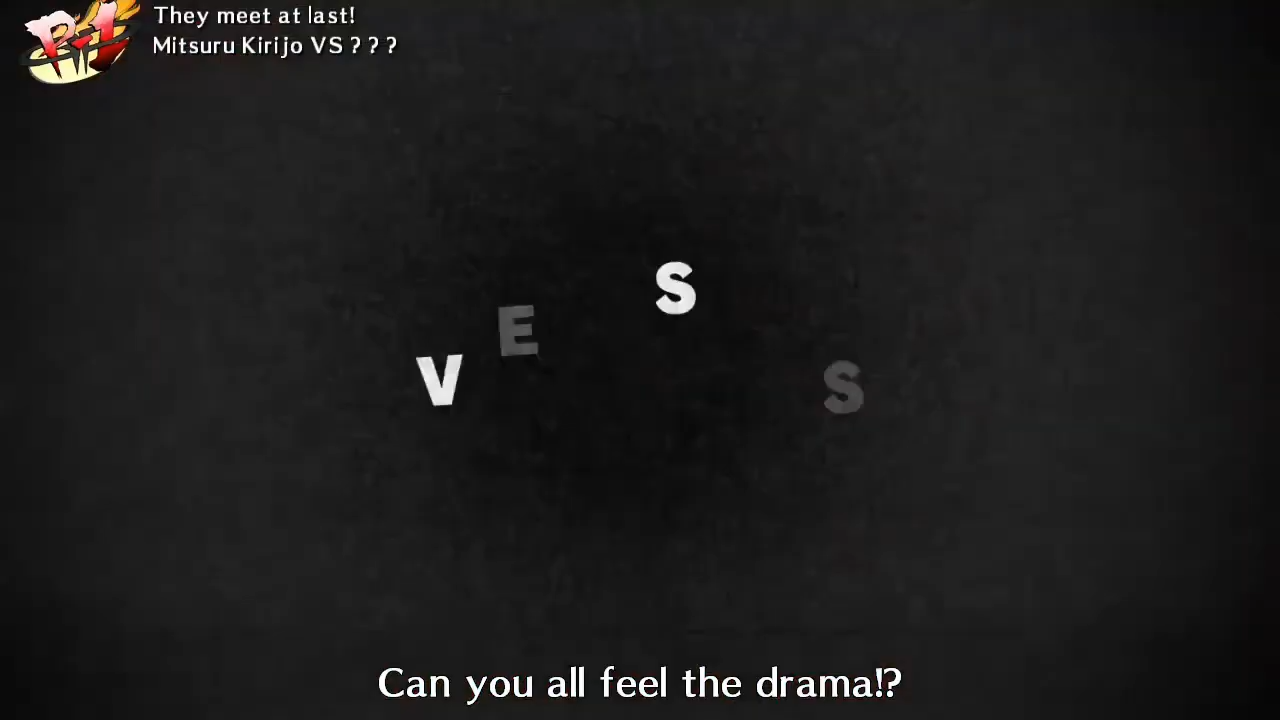 They meet at last!
Mitsuru Kirijo VS ? ? ?
V E S S
Can you all feel the drama!?